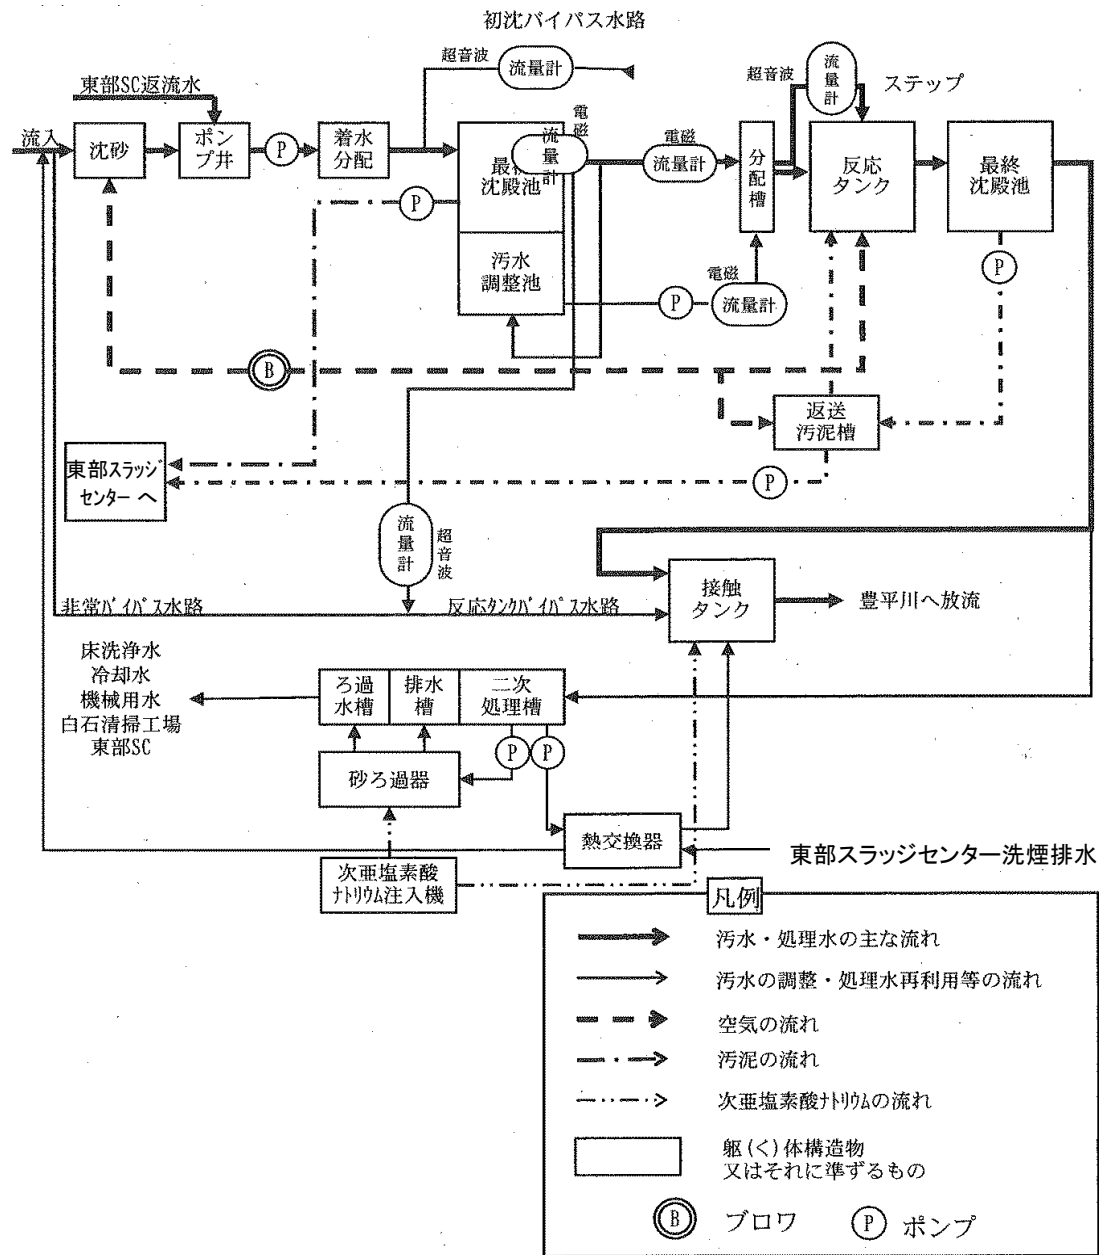 初沈バイパス水路
超音波
流量計
東部SC返流水
流入
沈砂
ポンプ井
P
着水
分配
電磁
流量計
最
沈殿池
P
汚水
調整池
電磁
流量計
分配槽
超音波
流量計
ステップ
反応
タンク
最終
沈殿池
P
電磁
流量計
P
B
返送
汚泥槽
P
東部スラッジ
センター へ
流量計
超音波
非常バイパス水路
反応タンクバイパス水路
接触
タンク
豊平川へ放流
床洗浄水
冷却水
機械用水
白石清掃工場
東部SC
ろ過
水槽
排水
槽
二次
処理槽
P
P
砂ろ過器
熱交換器
東部スラッジセンター洗煙排水
次亜塩素酸
ナトリウム注入機
凡例
汚水・処理水の主な流れ
汚水の調整・処理水再利用等の流れ
空気の流れ
汚泥の流れ
次亜塩素酸ナトリウムの流れ
躯(く)体構造物
又はそれに準ずるもの
B ブロワ
P ポンプ